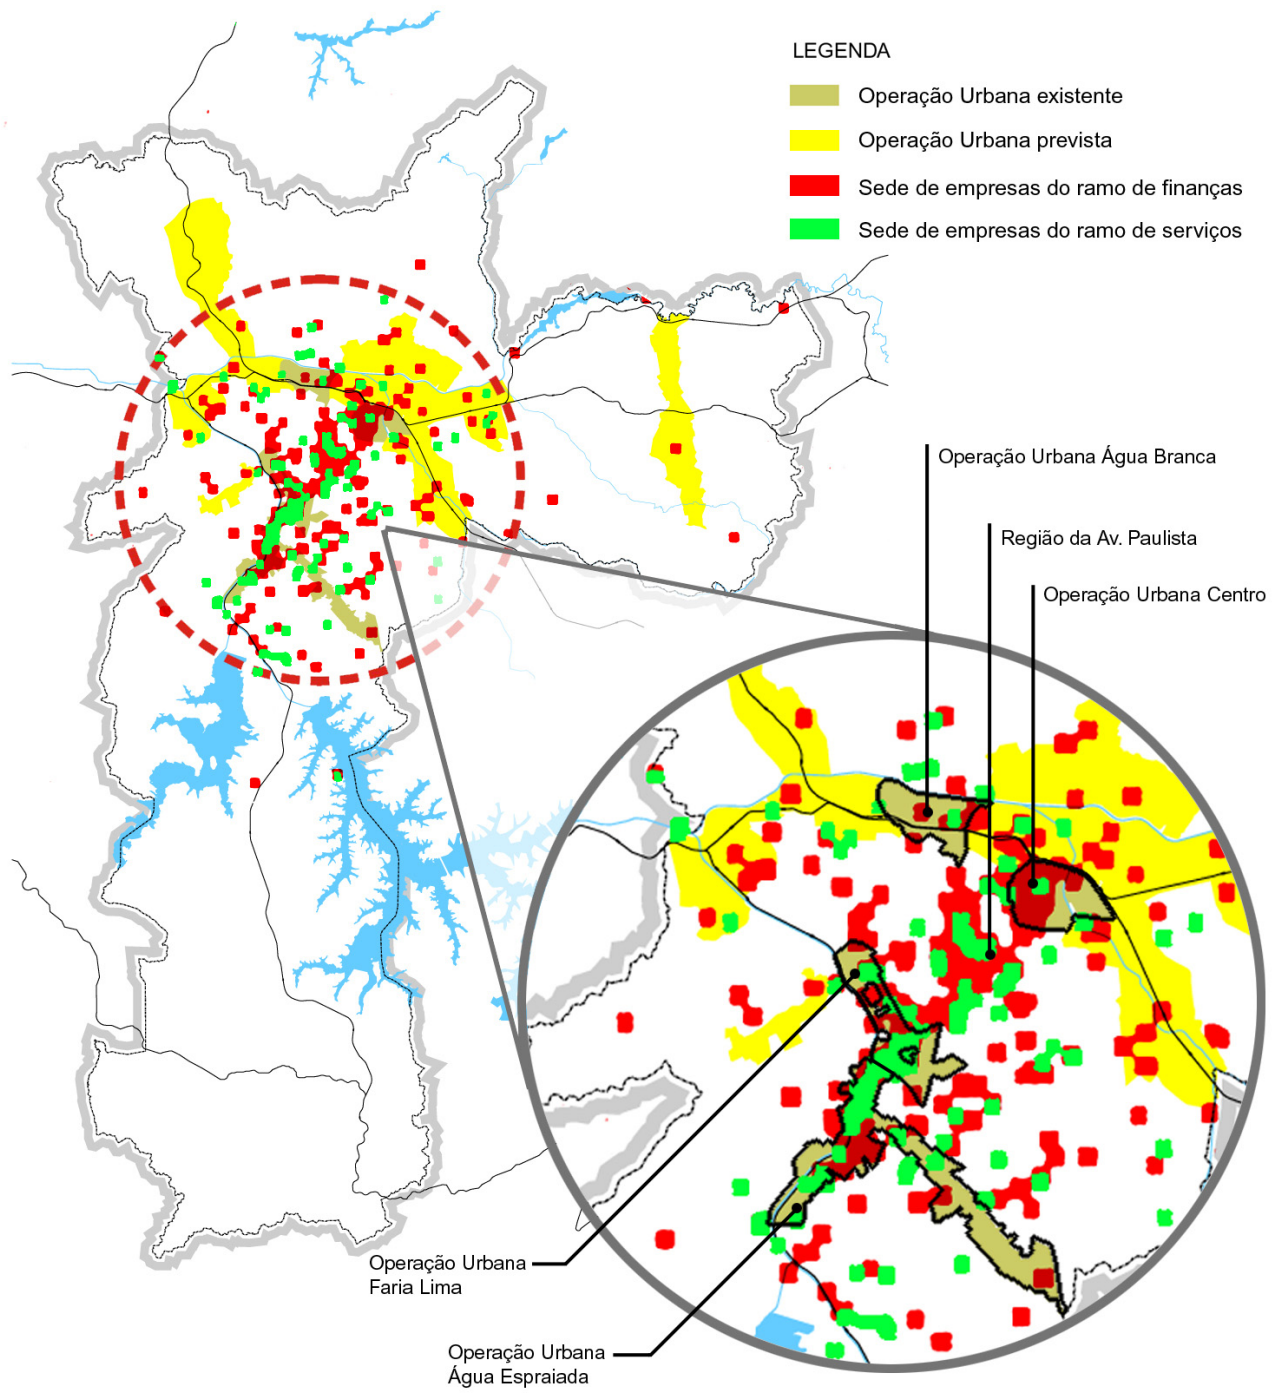 LEGENDA
Operação Urbana existente
Operação Urbana prevista
Sede de empresas do ramo de finanças
Sede de empresas do ramo de serviços
Operação Urbana Água Branca
Região da Av. Paulista
Operação Urbana Centro
Operação Urbana
Faria Lima
Operação Urbana
Água Espraiada